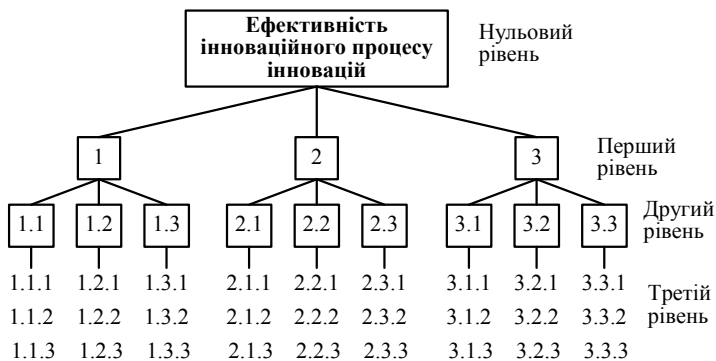 Ефективність
інноваційного процесу
інновацій
Нульовий
рівень
1 2 3
Перший
рівень
1.1 1.2 1.3 2.1 2.2 2.3 3.1 3.2 3.3
Другий
рівень
1.1.1 1.2.1 1.3.1 2.1.1 2.2.1 2.3.1 3.1.1 3.2.1 3.3.1
1.1.2 1.2.2 1.3.2 2.1.2 2.2.2 2.3.2 3.1.2 3.2.2 3.3.2
1.1.3 1.2.3 1.3.3 2.1.3 2.2.3 2.3.3 3.1.3 3.2.3 3.3.3
Третій
рівень